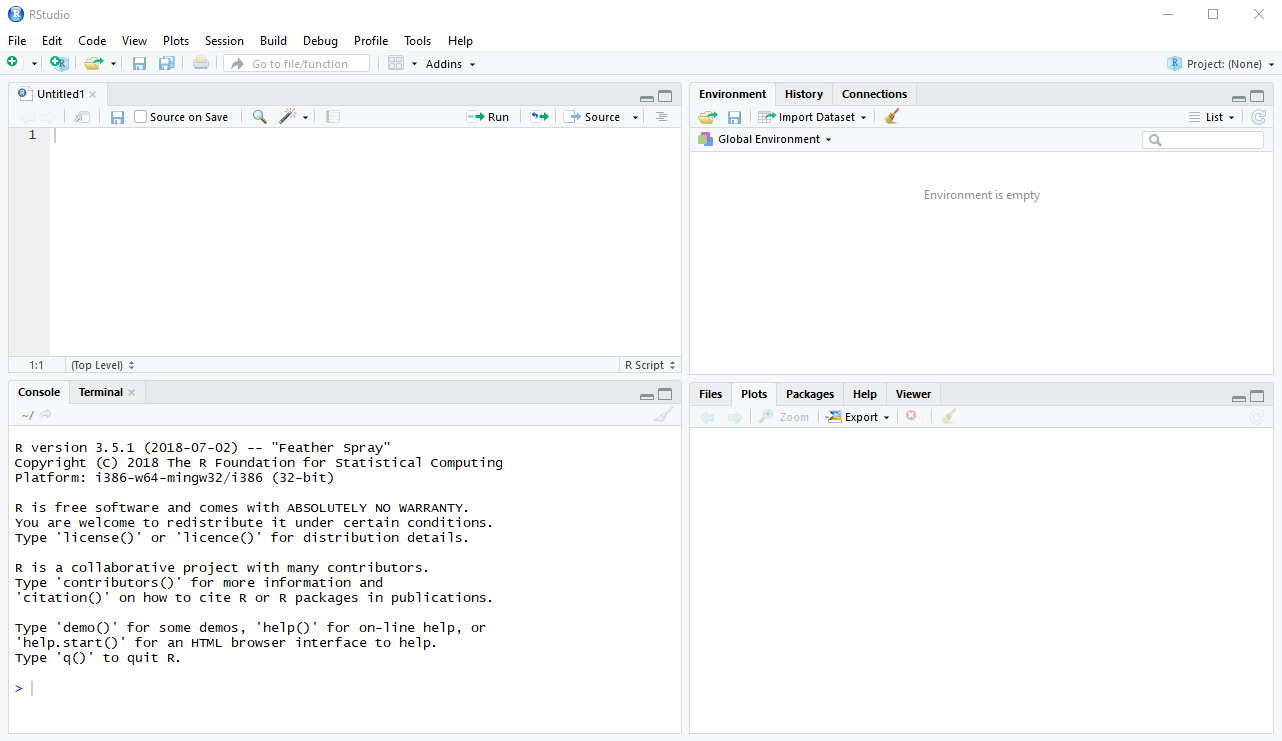 RStudio
File Edit Code View Plots Session Build Debug Profile Tools Help
Go to file/function Addins Project: (None)
Untitled1
Source on Save Run Source
1
1:1 (Top Level) R Script
Console Terminal
~/
R version 3.5.1 (2018-07-02) -- "Feather Spray"
Copyright (C) 2018 The R Foundation for Statistical Computing
Platform: i386-w64-mingw32/i386 (32-bit)
R is free software and comes with ABSOLUTELY NO WARRANTY.
You are welcome to redistribute it under certain conditions.
Type 'license()' or 'licence()' for distribution details.
R is a collaborative project with many contributors.
Type 'contributors()' for more information and
'citation()' on how to cite R or R packages in publications.
Type 'demo()' for some demos, 'help()' for on-line help, or
'help.start()' for an HTML browser interface to help.
Type 'q()' to quit R.
>
Environment History Connections
Import Dataset List
Global Environment
Environment is empty
Files Plots Packages Help Viewer
Zoom Export